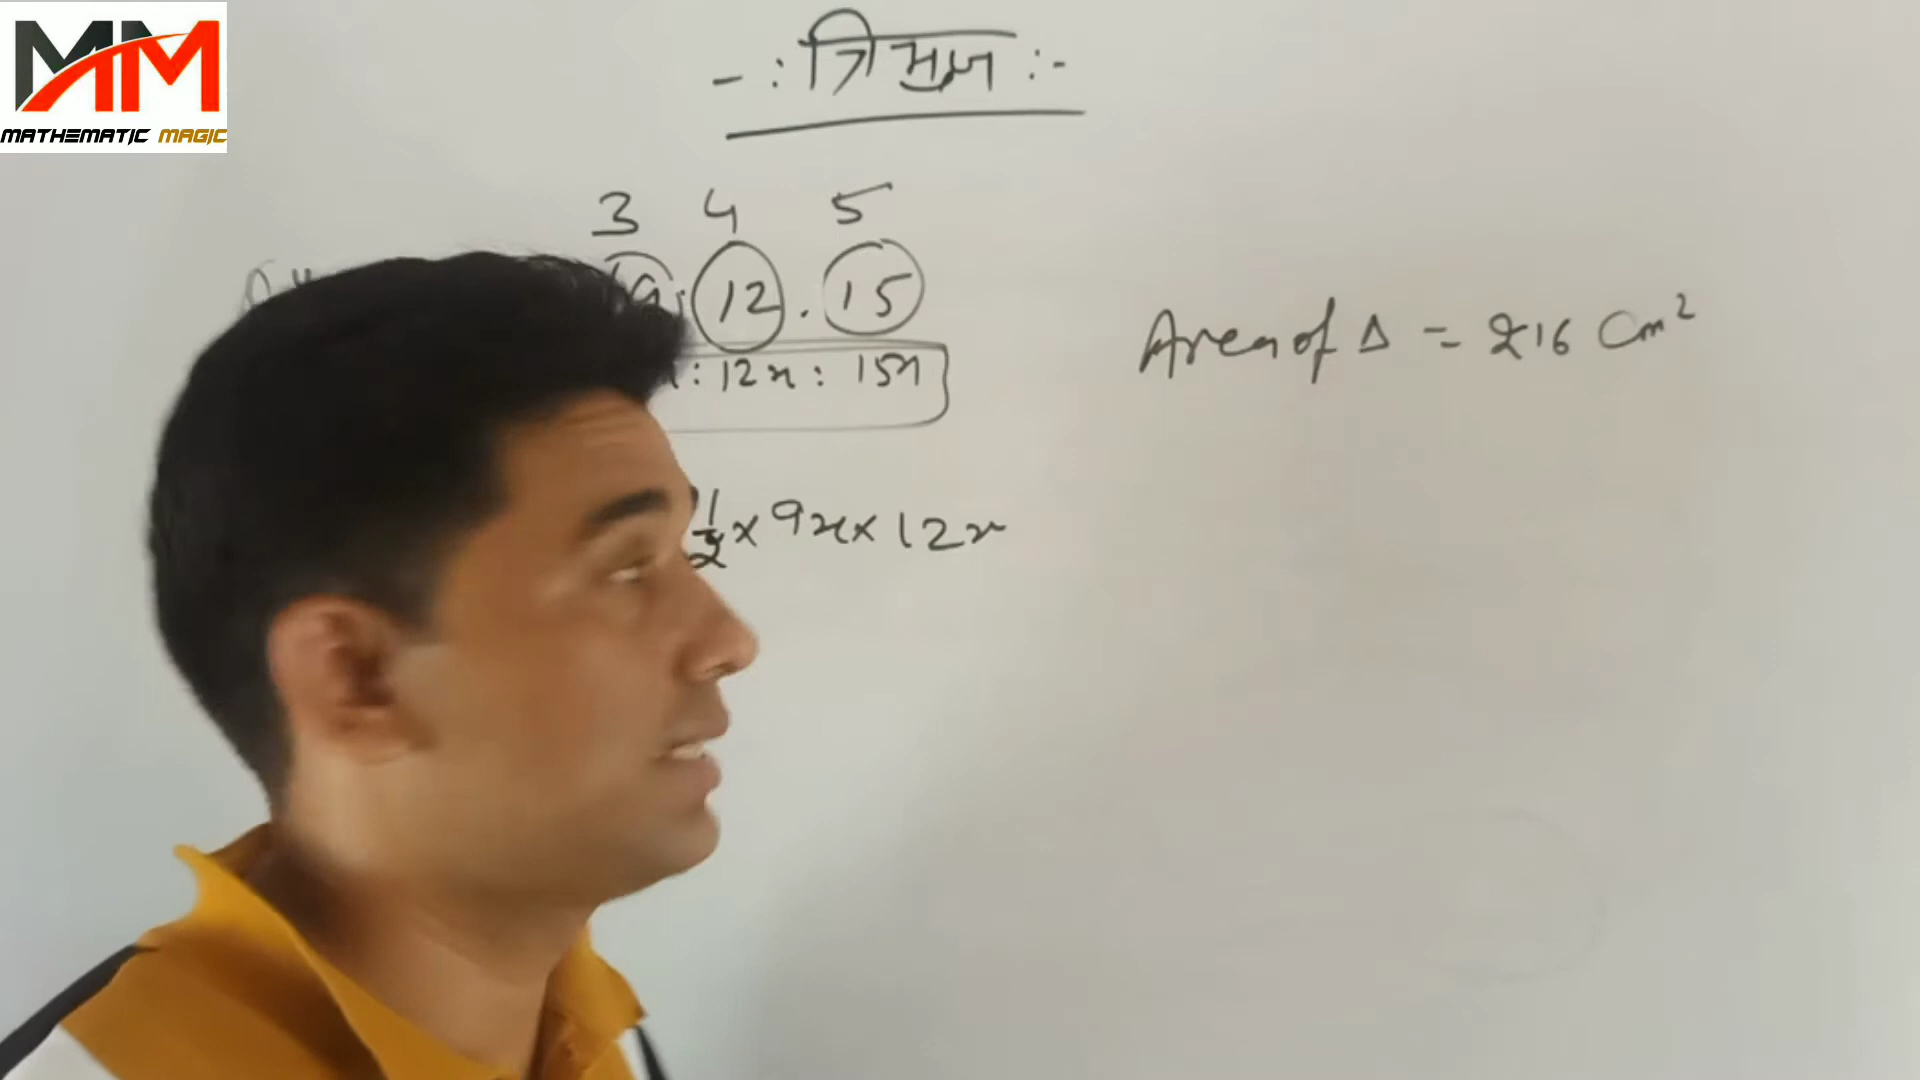 MM
MATHEMATIC MAGIC
-: त्रिभुज :-
3 4 5
9 : 12 . 15
: 12x : 15x
Area of Δ = 216 Cm²
1/2 x 9x x 12x